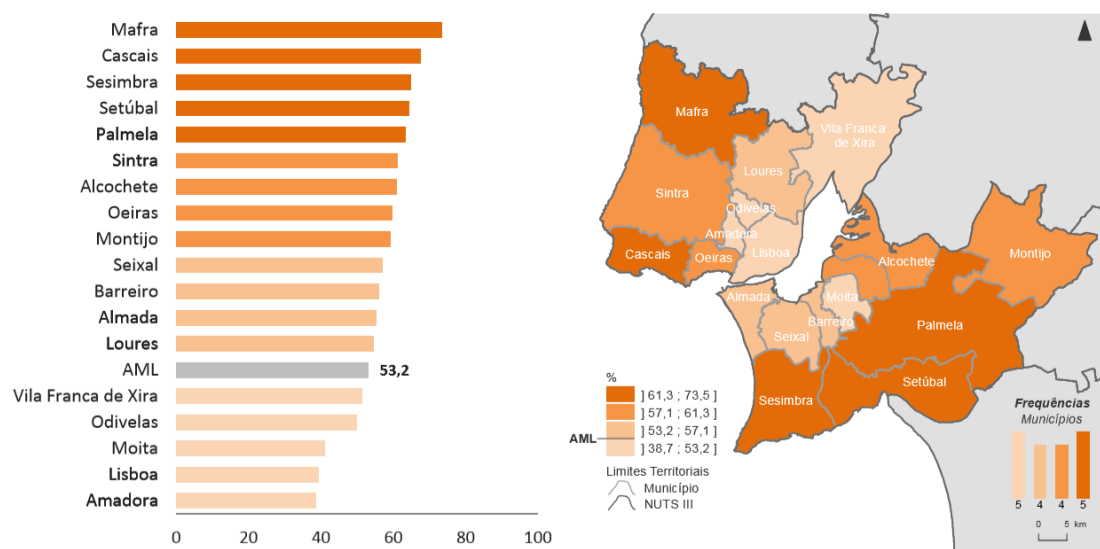 Mafra
Cascais
Sesimbra
Setúbal
Palmela
Sintra
Alcochete
Oeiras
Montijo
Seixal
Barreiro
Almada
Loures
AML 53,2
Vila Franca de Xira
Odivelas
Moita
Lisboa
Amadora
0 20 40 60 80 100
Mafra
Vila Franca
de Xira
Loures
Sintra
Odivelas
Amadora
Lisboa
Cascais
Oeiras
Alcochete
Montijo
Almada
Moita
Barreiro
Seixal
Palmela
Setúbal
Sesimbra
%
] 61,3 ; 73,5 ]
] 57,1 ; 61,3 ]
] 53,2 ; 57,1 ]
AML
] 38,7 ; 53,2 ]
Limites Territoriais
Município
NUTS III
Frequências
Municípios
5 4 4 5
0 5 km